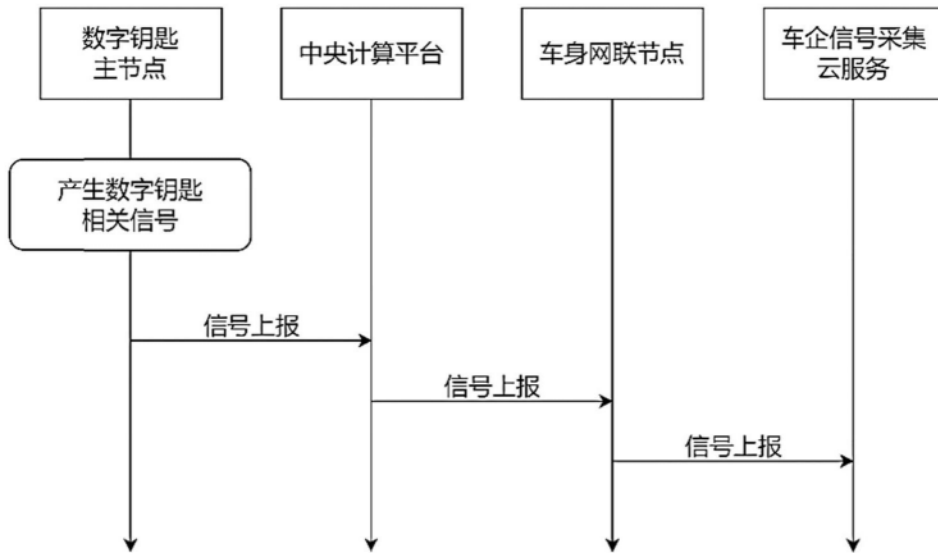 数字钥匙
主节点
中央计算平台
车身网联节点
车企信号采集
云服务
产生数字钥匙
相关信号
信号上报
信号上报
信号上报